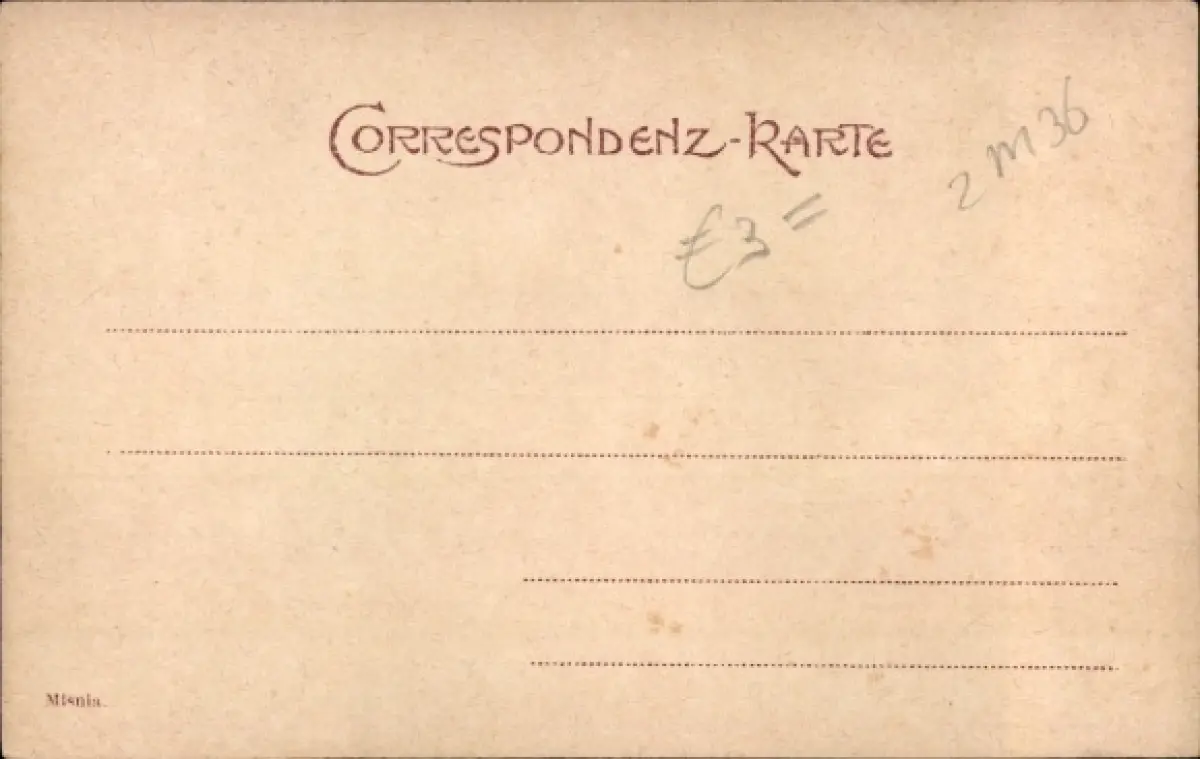 CORRESPONDENZ-KARTE
2 m 36
€3=
Misnia.